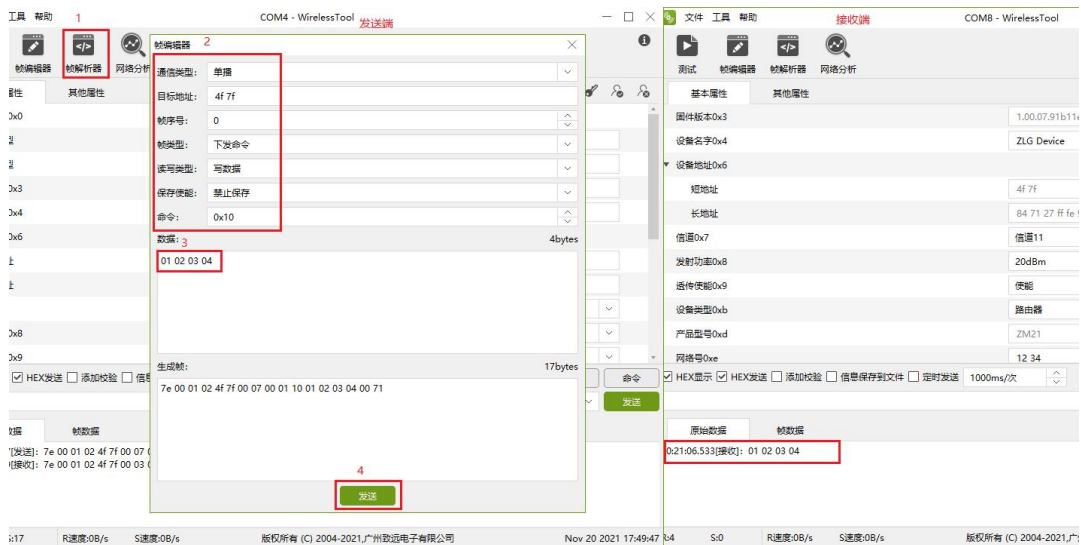 工具 帮助
1
COM4 - WirelessTool
发送端
帧编辑器
帧解析器
网络分析
属性
其他属性
0x0
0x3
0x4
0x6
0x8
0x9
HEX发送
添加校验
帧数据
[发送]: 7e 00 01 02 4f 7f 00 07
[接收]: 7e 00 01 02 4f 7f 00 03
命令
发送
帧编辑器
2
通信类型: 单播
目标地址: 4f 7f
帧序号: 0
帧类型: 下发命令
读写类型: 写数据
保存使能: 禁止保存
命令: 0x10
数据: 3
4bytes
01 02 03 04
生成帧:
17bytes
7e 00 01 02 4f 7f 00 07 00 01 10 01 02 03 04 00 71
4
发送
:17 R速度:0B/s S速度:0B/s 版权所有 (C) 2004-2021,广州致远电子有限公司 Nov 20 2021 17:49:47
文件 工具 帮助
接收端
COM8 - WirelessTool
测试 帧编辑器 帧解析器 网络分析
基本属性 其他属性
固件版本0x3 1.00.07.91b11e
设备名字0x4 ZLG Device
设备地址0x6
短地址 4f 7f
长地址 84 71 27 ff fe
信道0x7 信道11
发射功率0x8 20dBm
透传使能0x9 使能
设备类型0xb 路由器
产品型号0xd ZM21
网络号0xe 12 34
HEX显示 HEX发送 添加校验 信息保存到文件 定时发送 1000ms/次
原始数据 帧数据
0:21:06.533[接收]: 01 02 03 04
R:4 S:0 R速度:0B/s S速度:0B/s 版权所有 (C) 2004-2021,广